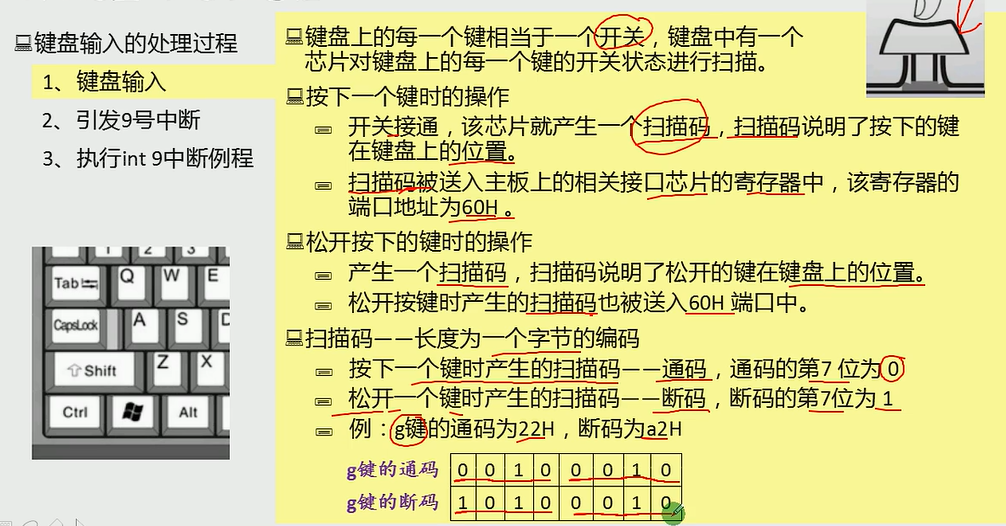 键盘输入的处理过程
1、键盘输入
2、引发9号中断
3、执行int 9中断例程
键盘上的每一个键相当于一个开关，键盘中有一个
芯片对键盘上的每一个键的开关状态进行扫描。
按下一个键时的操作
开关接通，该芯片就产生一个扫描码，扫描码说明了按下的键
在键盘上的位置。
扫描码被送入主板上的相关接口芯片的寄存器中，该寄存器的
端口地址为60H 。
松开按下的键时的操作
产生一个扫描码，扫描码说明了松开的键在键盘上的位置。
松开按键时产生的扫描码也被送入60H 端口中。
扫描码——长度为一个字节的编码
按下一个键时产生的扫描码——通码，通码的第7 位为 0
松开一个键时产生的扫描码——断码，断码的第7位为 1
例：g键的通码为22H，断码为a2H
g键的通码 0 0 1 0 0 0 1 0
g键的断码 1 0 1 0 0 0 1 0
1 2 3
Tab Q W E
CapsLock A S D
Shift Z X
Ctrl Alt